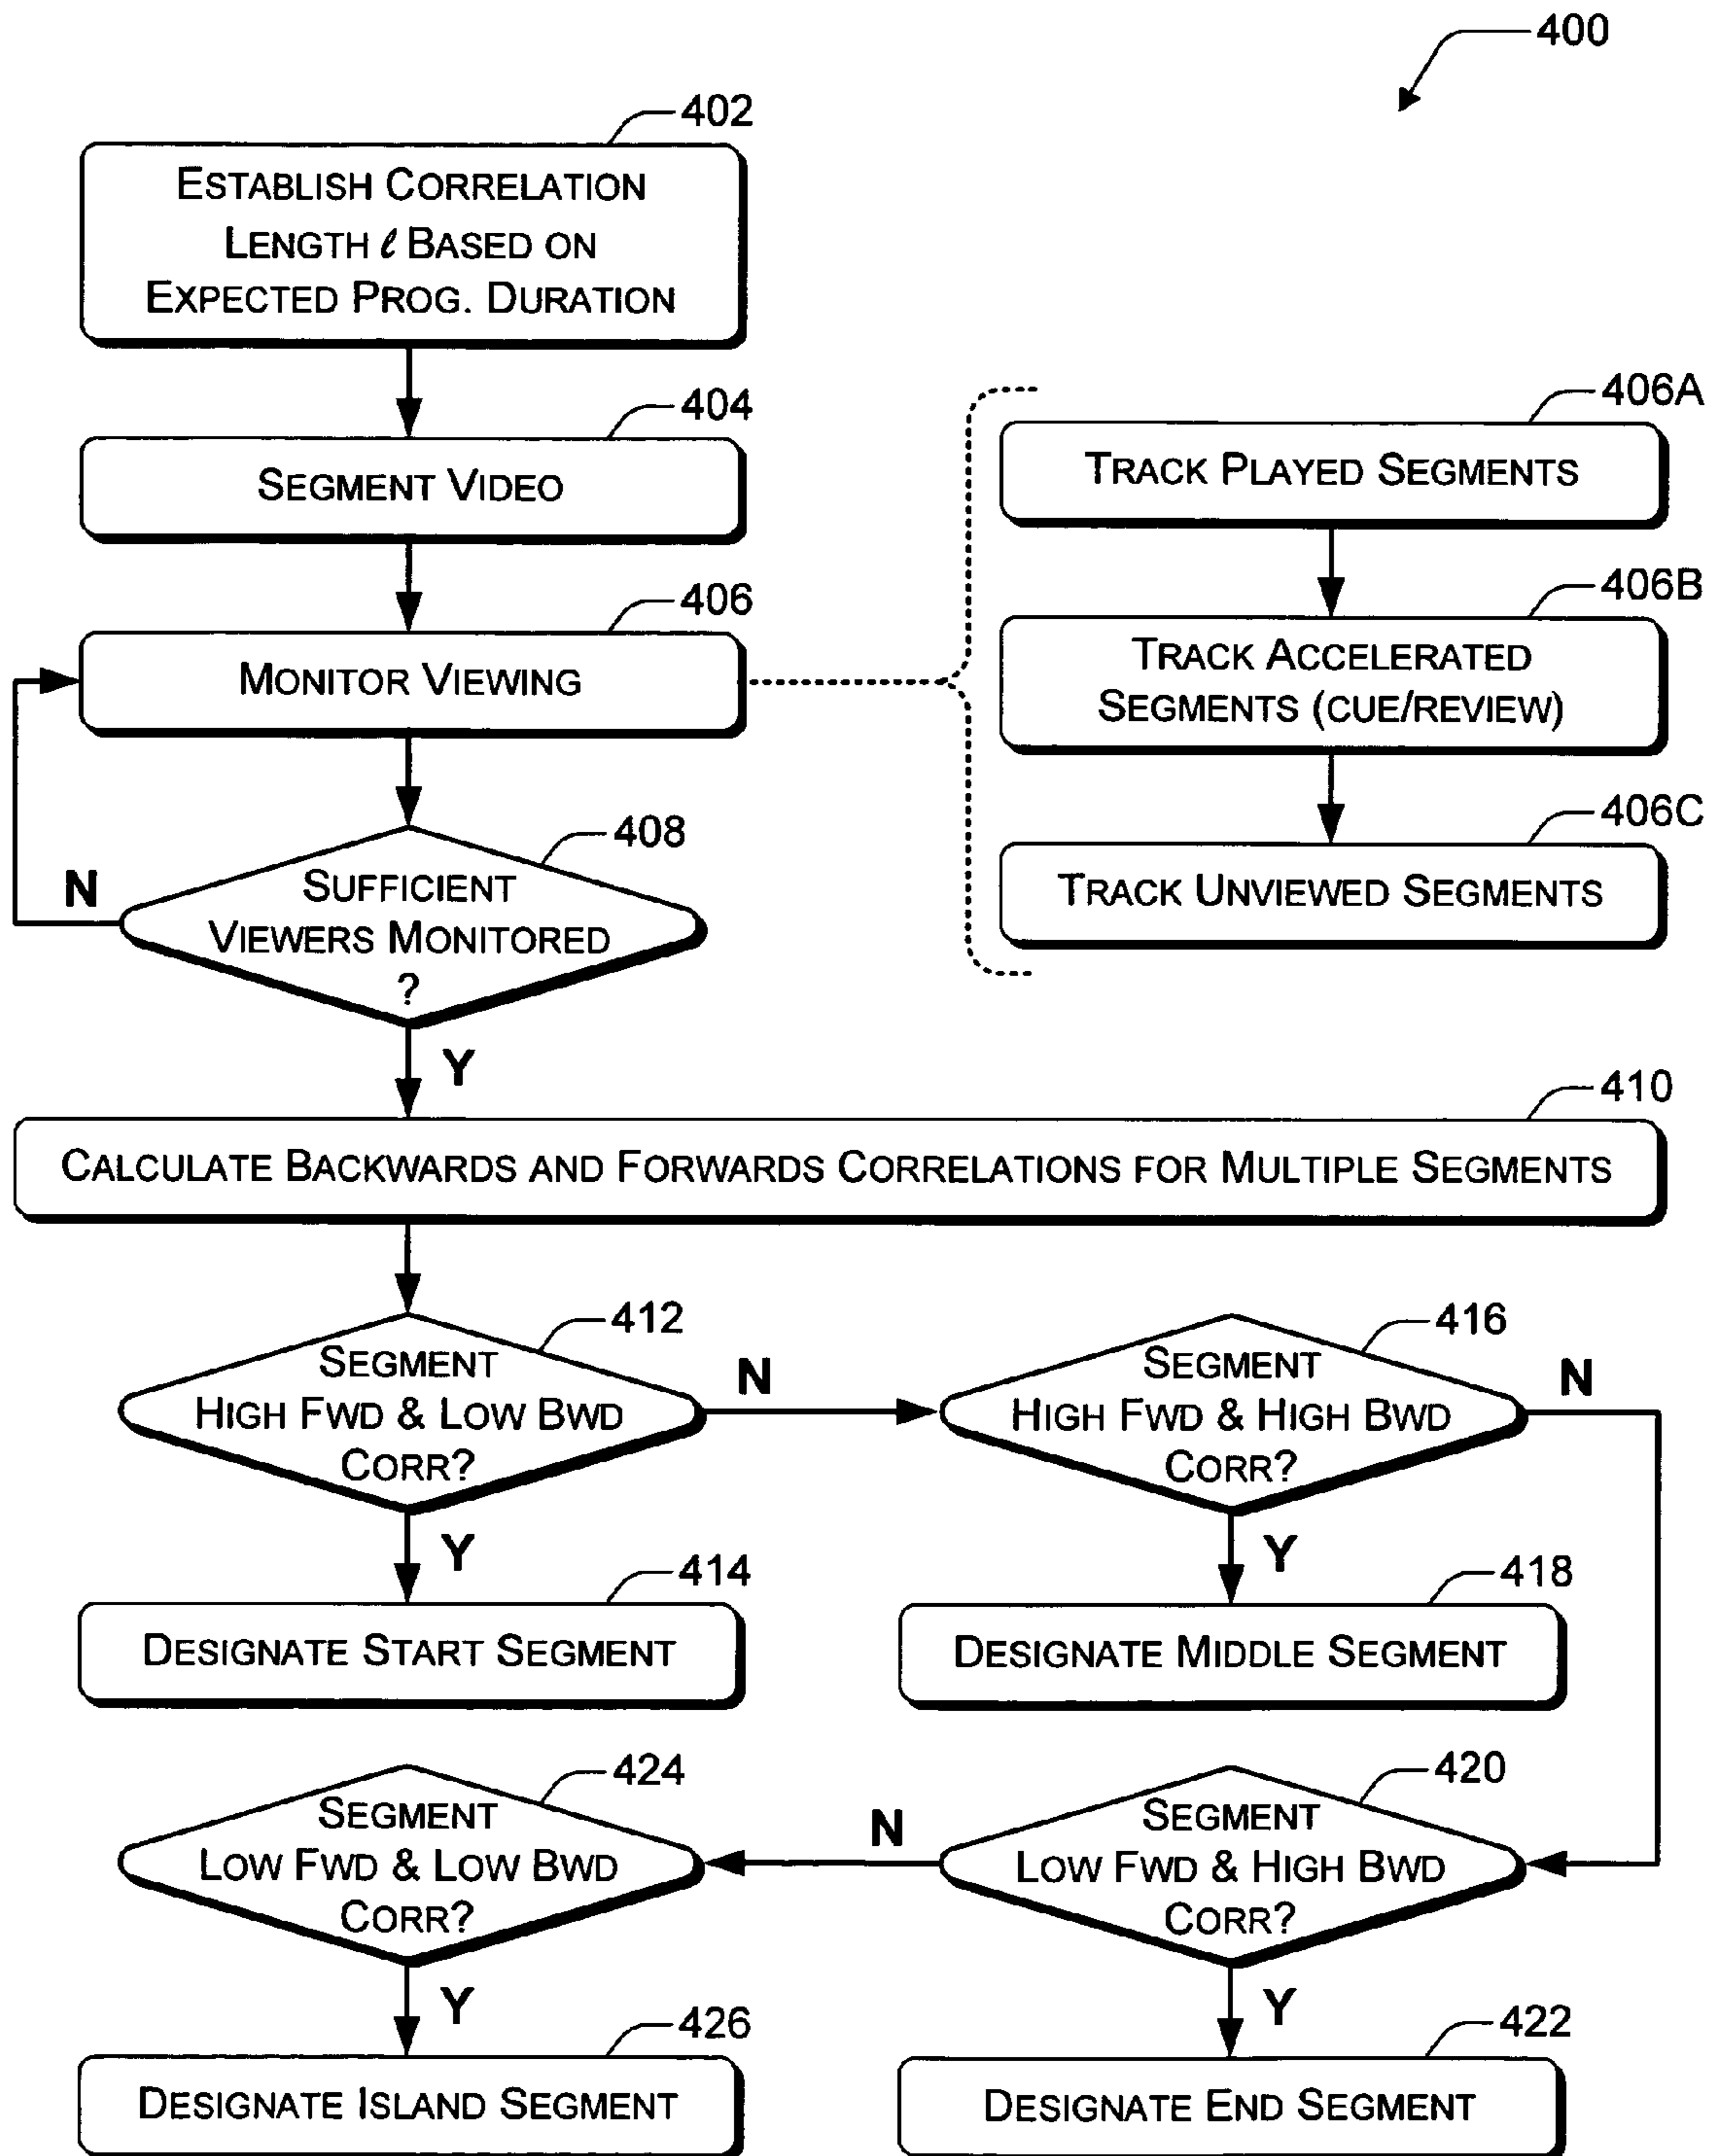 400
402
ESTABLISH CORRELATION
LENGTH ℓ BASED ON
EXPECTED PROG. DURATION
404
SEGMENT VIDEO
406
MONITOR VIEWING
406A
TRACK PLAYED SEGMENTS
406B
TRACK ACCELERATED
SEGMENTS (CUE/REVIEW)
406C
TRACK UNVIEWED SEGMENTS
408
SUFFICIENT
VIEWERS MONITORED
?
N
Y
410
CALCULATE BACKWARDS AND FORWARDS CORRELATIONS FOR MULTIPLE SEGMENTS
412
SEGMENT
HIGH FWD & LOW BWD
CORR?
N
Y
414
DESIGNATE START SEGMENT
416
SEGMENT
HIGH FWD & HIGH BWD
CORR?
N
Y
418
DESIGNATE MIDDLE SEGMENT
420
SEGMENT
LOW FWD & HIGH BWD
CORR?
N
Y
422
DESIGNATE END SEGMENT
424
SEGMENT
LOW FWD & LOW BWD
CORR?
Y
426
DESIGNATE ISLAND SEGMENT